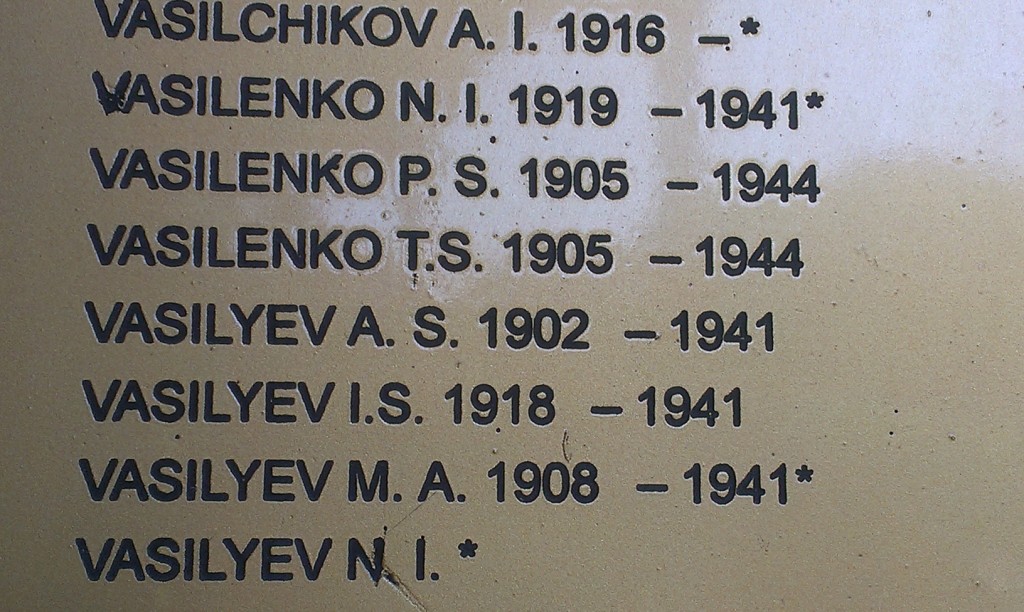 VASILCHIKOV A. I. 1916 – *
VASILENKO N. I. 1919 – 1941*
VASILENKO P. S. 1905 – 1944
VASILENKO T.S. 1905 – 1944
VASILYEV A. S. 1902 – 1941
VASILYEV I.S. 1918 – 1941
VASILYEV M. A. 1908 – 1941*
VASILYEV N. I. *